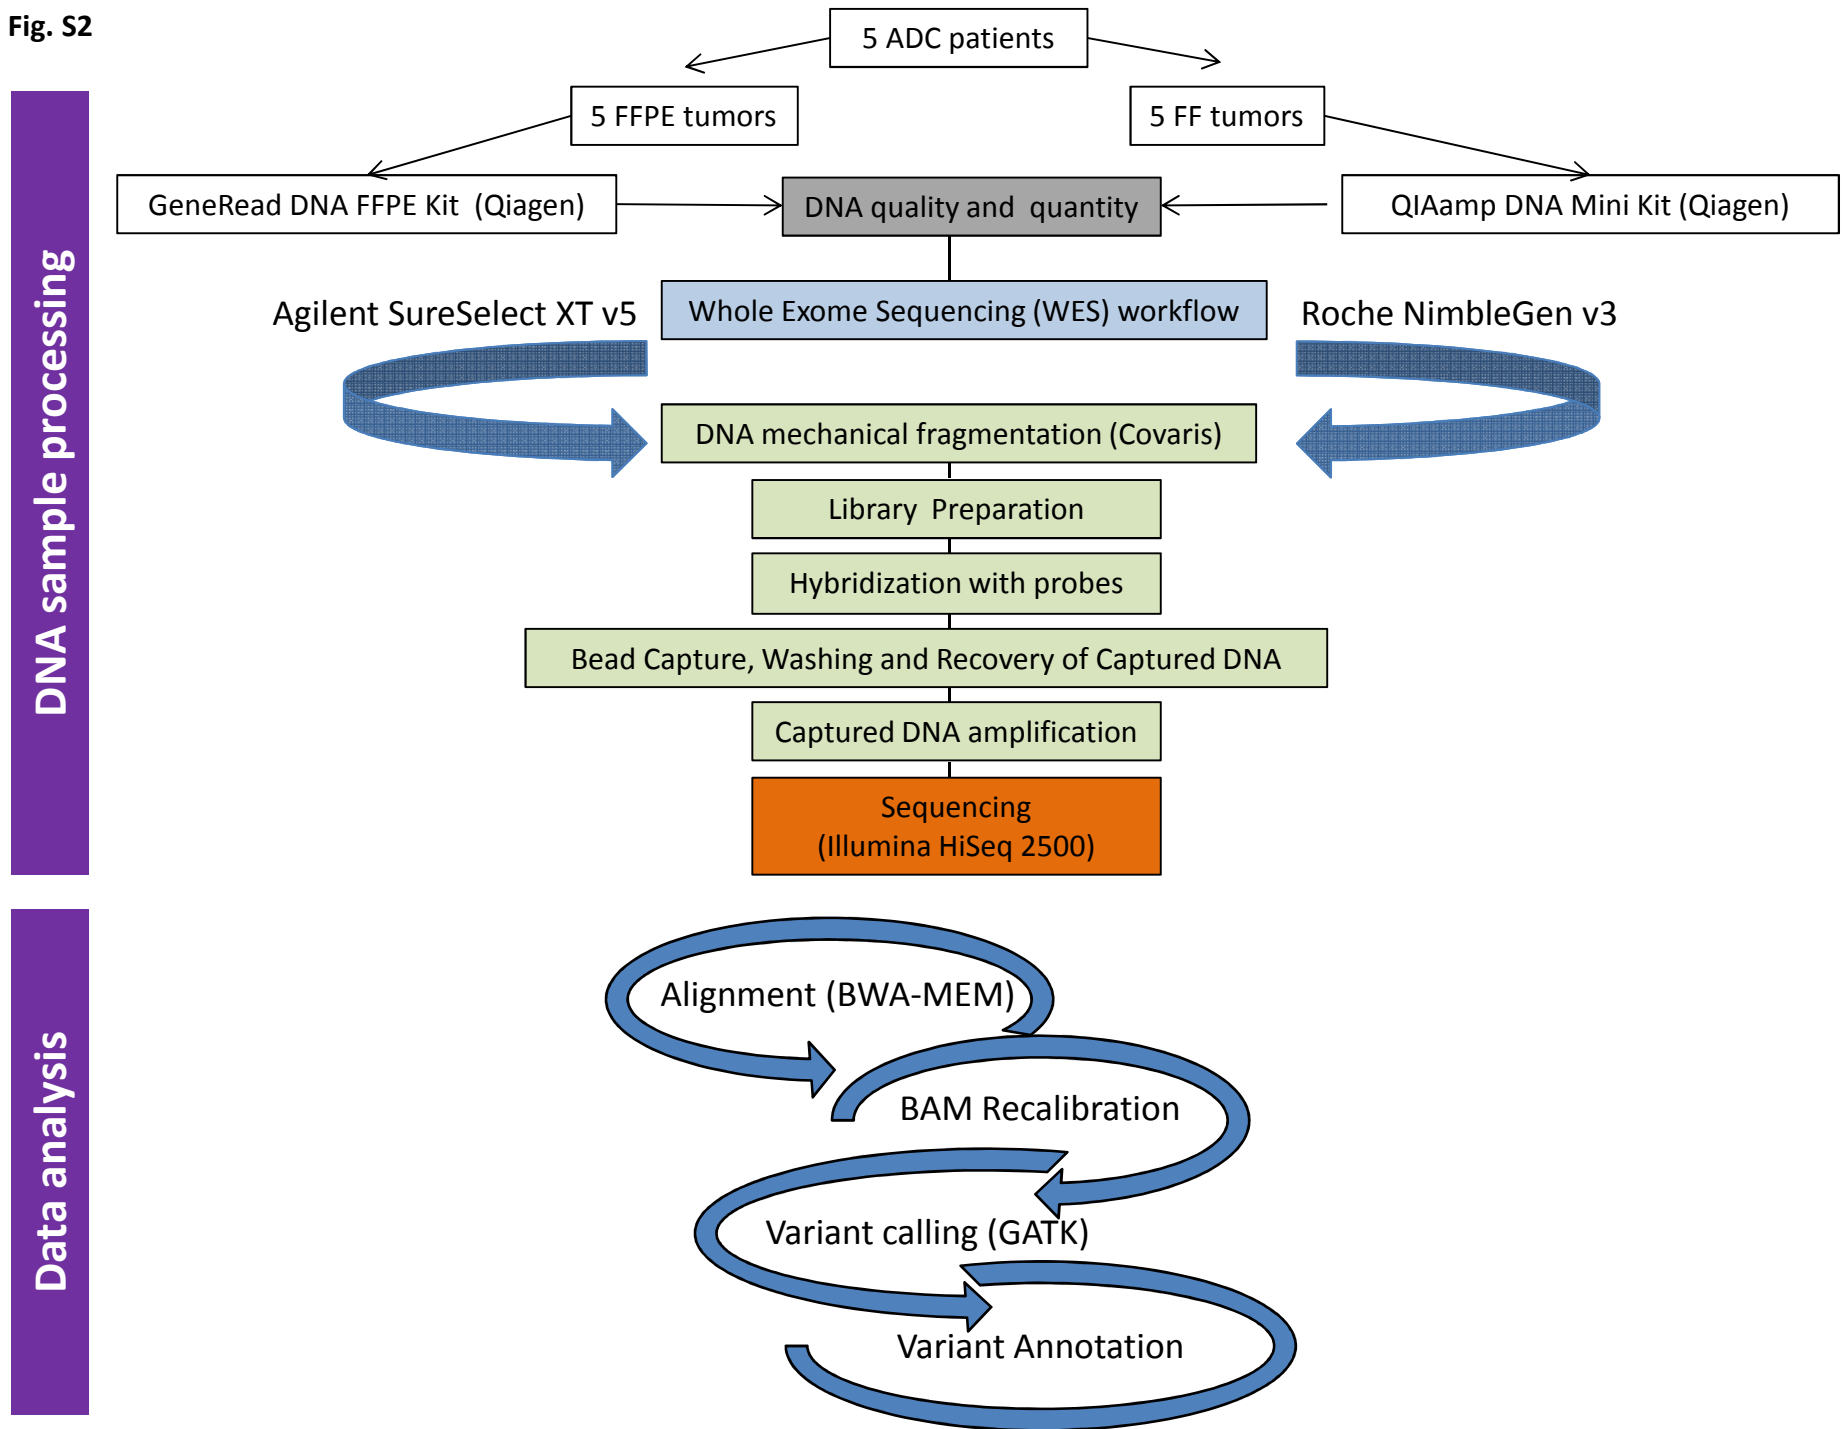 Fig. S2
5 ADC patients
5 FFPE tumors
5 FF tumors
GeneRead DNA FFPE Kit (Qiagen)
DNA quality and quantity
QIAamp DNA Mini Kit (Qiagen)
Agilent SureSelect XT v5
Whole Exome Sequencing (WES) workflow
Roche NimbleGen v3
DNA mechanical fragmentation (Covaris)
Library Preparation
Hybridization with probes
Bead Capture, Washing and Recovery of Captured DNA
Captured DNA amplification
Sequencing
(Illumina HiSeq 2500)
DNA sample processing
Alignment (BWA-MEM)
BAM Recalibration
Variant calling (GATK)
Variant Annotation
Data analysis